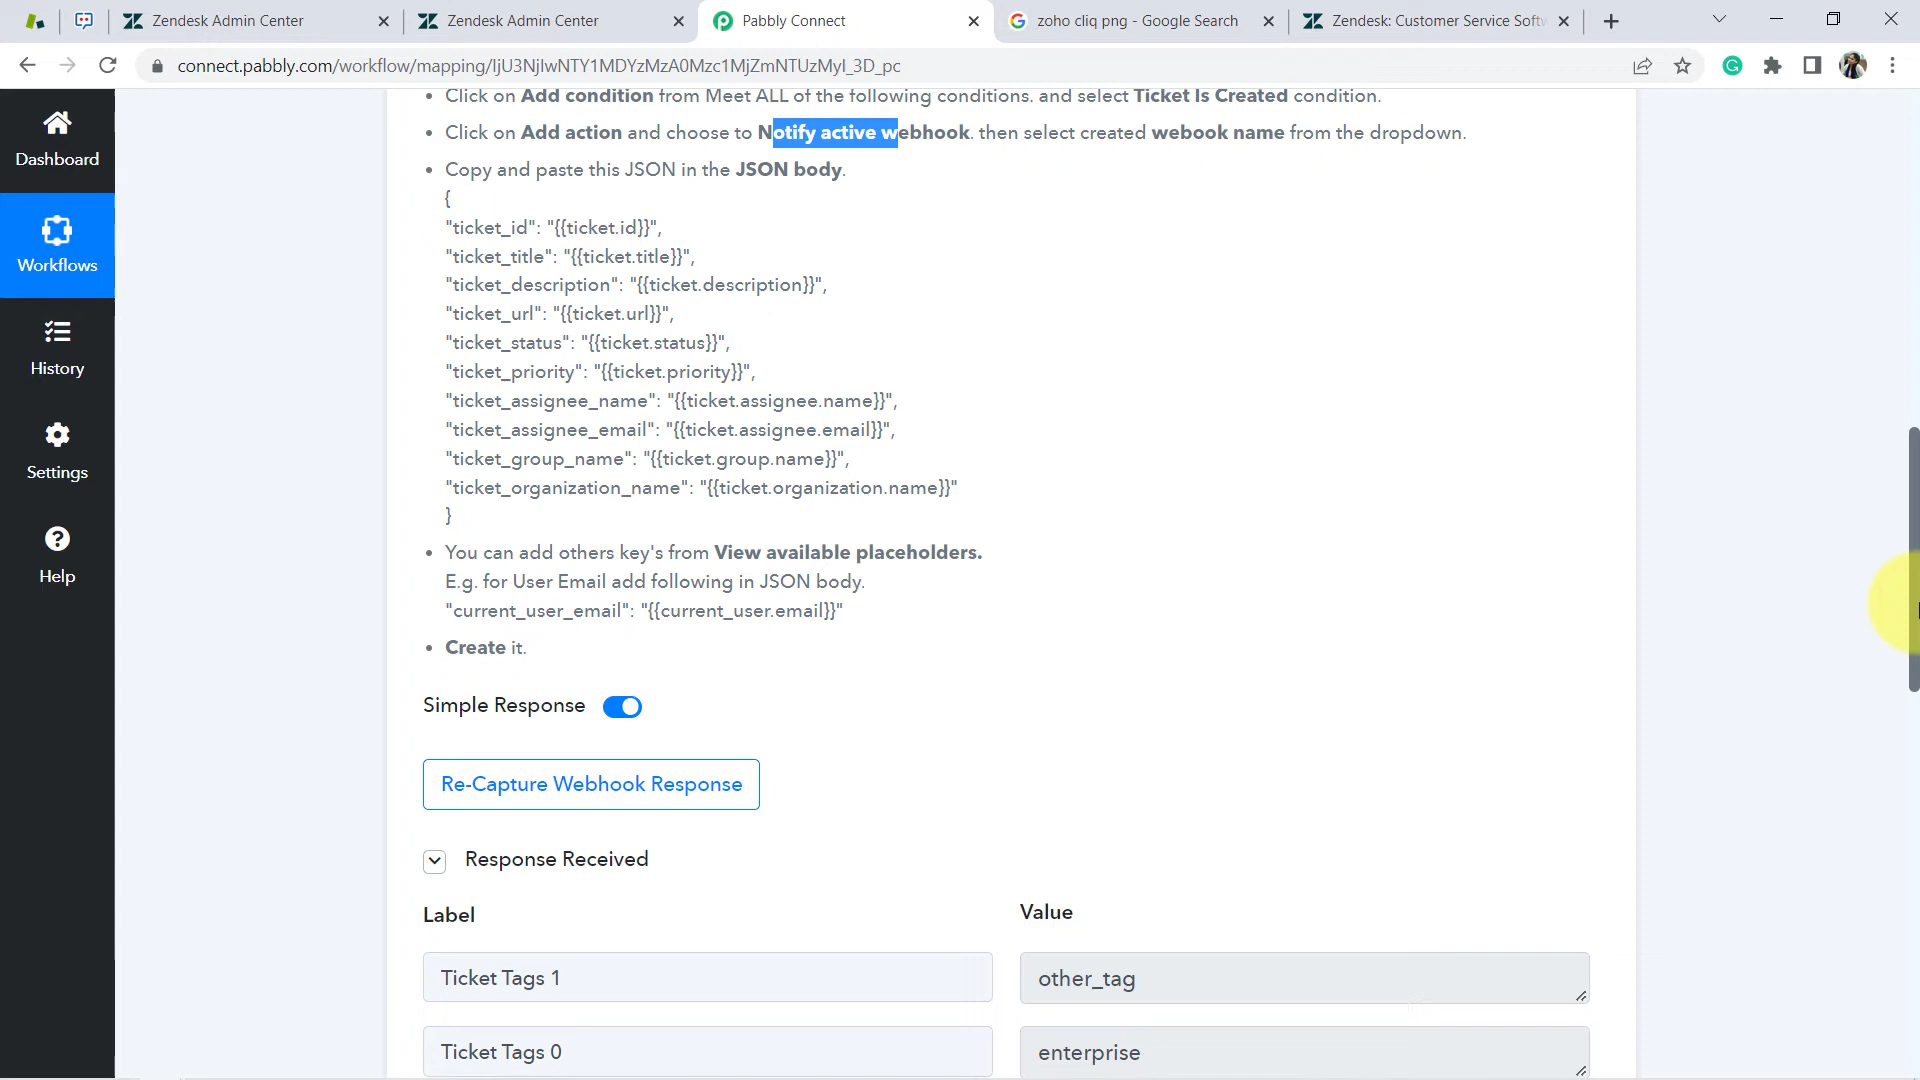 Zendesk Admin Center
Zendesk Admin Center
Pabbly Connect
zoho cliq png - Google Search
Zendesk: Customer Service Softw
connect.pabbly.com/workflow/mapping/IjU3NjIwNTY1MDYzMzA0Mzc1MjZmNTUzMyI_3D_pc
Dashboard
Workflows
History
Settings
Help
• Click on Add condition from Meet ALL of the following conditions. and select Ticket Is Created condition.
• Click on Add action and choose to Notify active webhook. then select created webook name from the dropdown.
• Copy and paste this JSON in the JSON body.
{
"ticket_id": "{{ticket.id}}",
"ticket_title": "{{ticket.title}}",
"ticket_description": "{{ticket.description}}",
"ticket_url": "{{ticket.url}}",
"ticket_status": "{{ticket.status}}",
"ticket_priority": "{{ticket.priority}}",
"ticket_assignee_name": "{{ticket.assignee.name}}",
"ticket_assignee_email": "{{ticket.assignee.email}}",
"ticket_group_name": "{{ticket.group.name}}",
"ticket_organization_name": "{{ticket.organization.name}}"
}
• You can add others key's from View available placeholders.
E.g. for User Email add following in JSON body.
"current_user_email": "{{current_user.email}}"
• Create it.
Simple Response
Re-Capture Webhook Response
Response Received
Label
Value
Ticket Tags 1
other_tag
Ticket Tags 0
enterprise